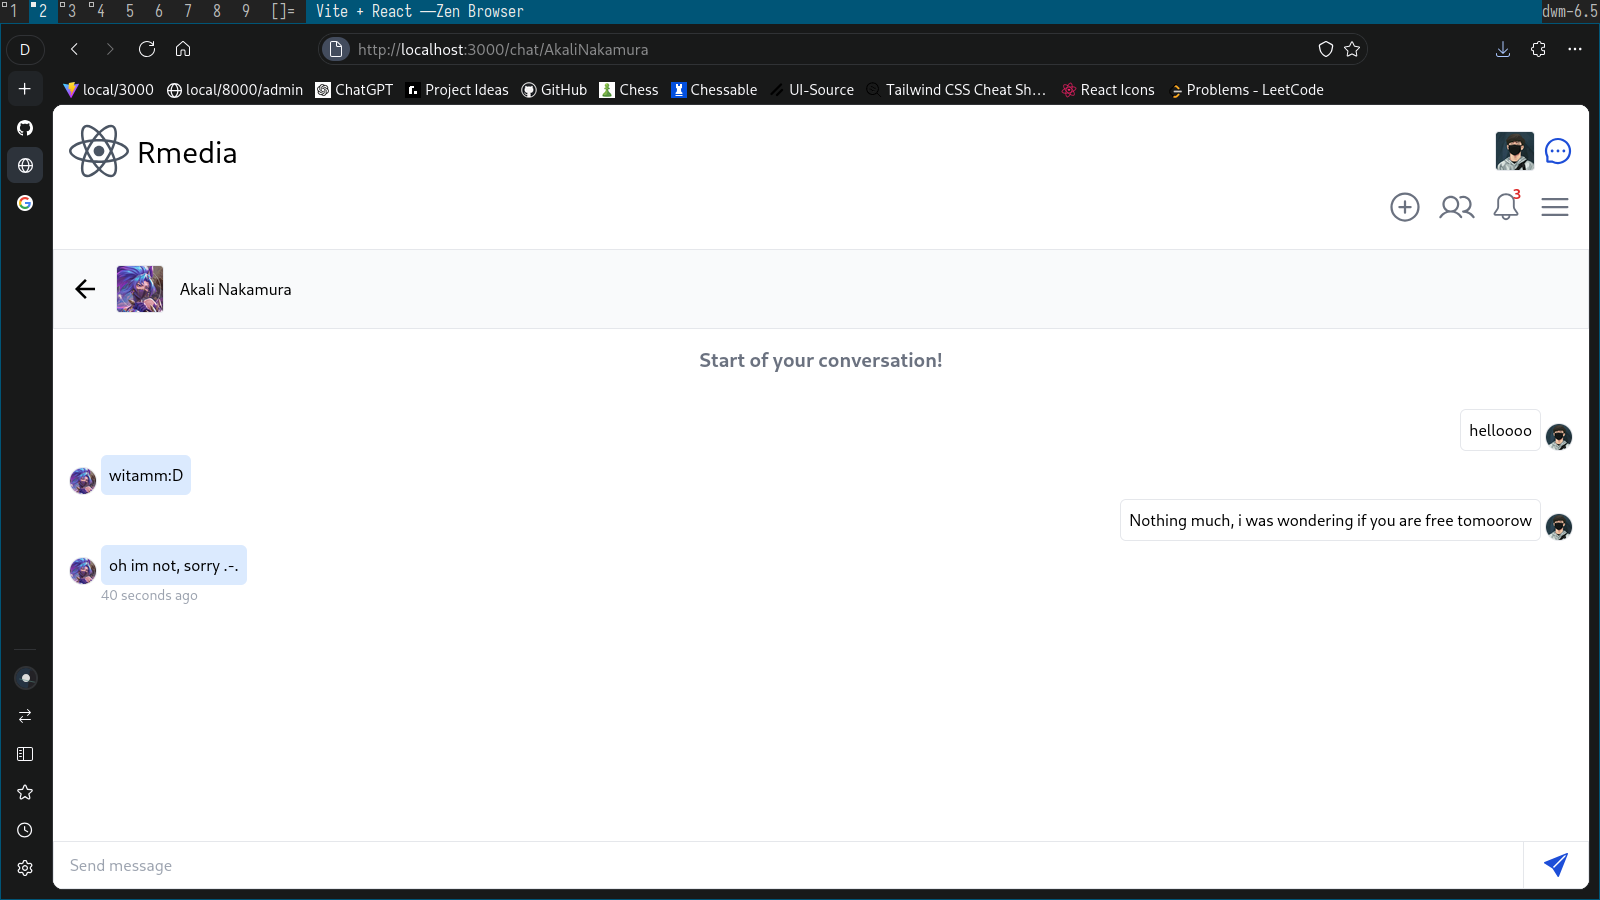 1 2 3 4 5 6 7 8 9 []= Vite + React — Zen Browser dwm-6.5
D http://localhost:3000/chat/AkaliNakamura
local/3000 local/8000/admin ChatGPT Project Ideas GitHub Chess Chessable UI-Source Tailwind CSS Cheat Sh... React Icons Problems - LeetCode
Rmedia
3
Akali Nakamura
Start of your conversation!
helloooo
witamm:D
Nothing much, i was wondering if you are free tomoorow
oh im not, sorry .-.
40 seconds ago
Send message